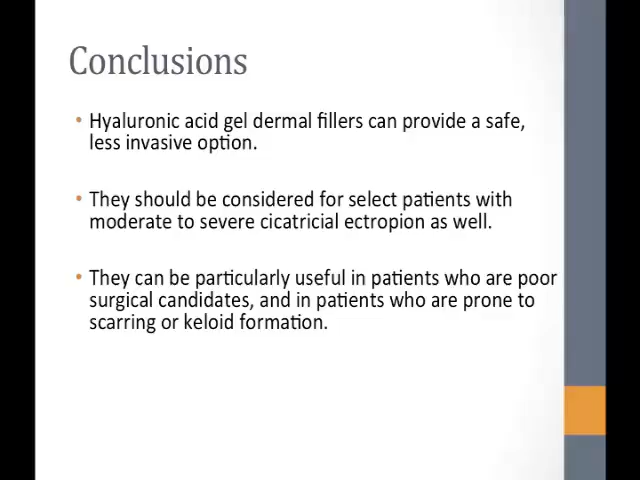 Conclusions
• Hyaluronic acid gel dermal fillers can provide a safe,
less invasive option.
• They should be considered for select patients with
moderate to severe cicatricial ectropion as well.
• They can be particularly useful in patients who are poor
surgical candidates, and in patients who are prone to
scarring or keloid formation.